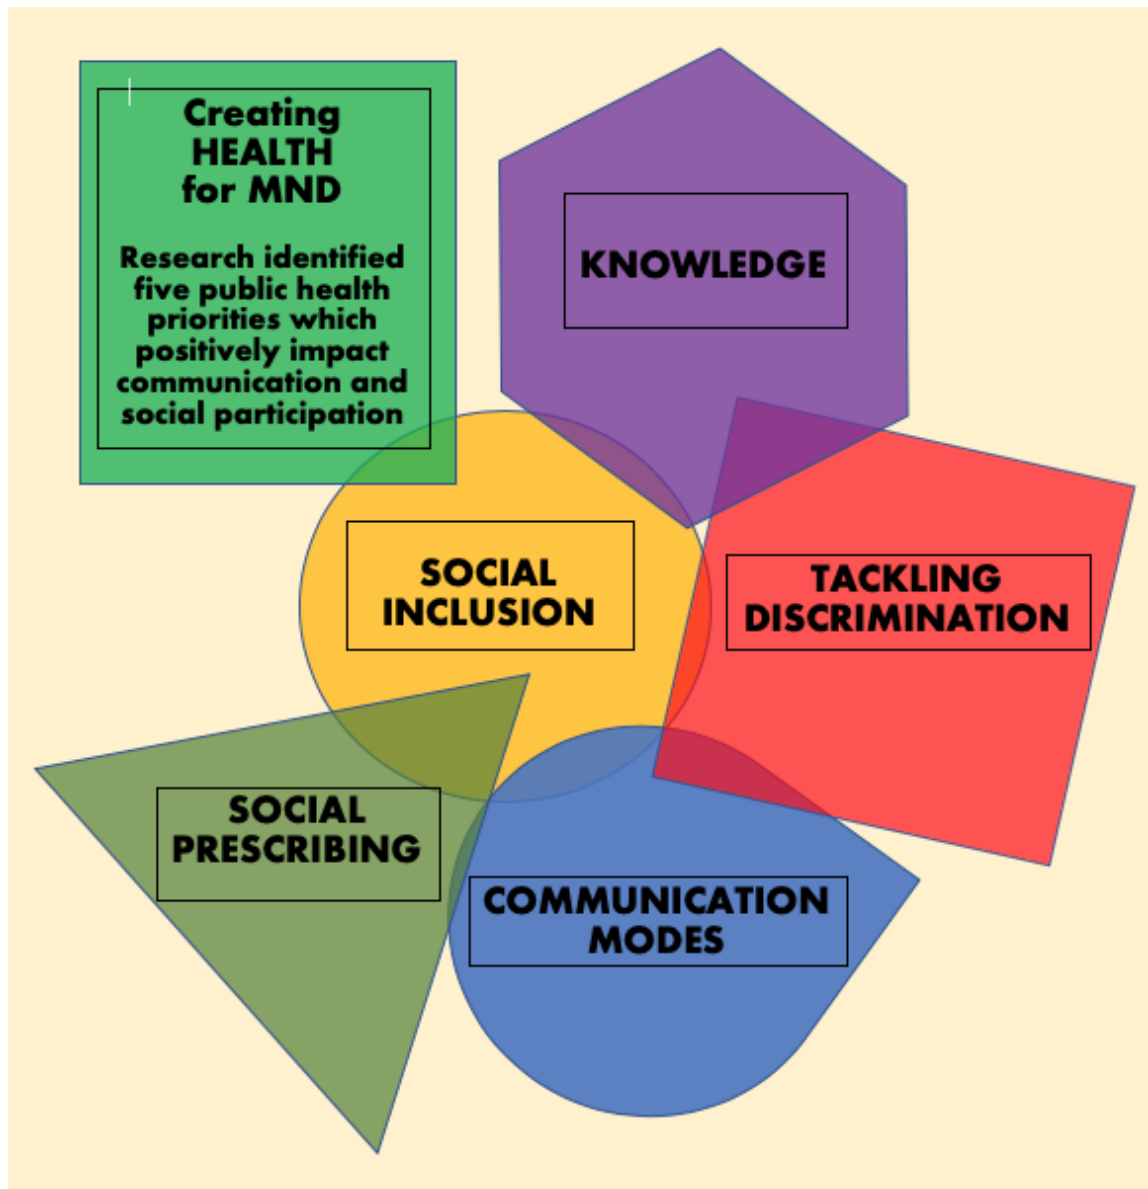 Creating
HEALTH
for MND
Research identified
five public health
priorities which
positively impact
communication and
social participation
KNOWLEDGE
SOCIAL
INCLUSION
TACKLING
DISCRIMINATION
SOCIAL
PRESCRIBING
COMMUNICATION
MODES